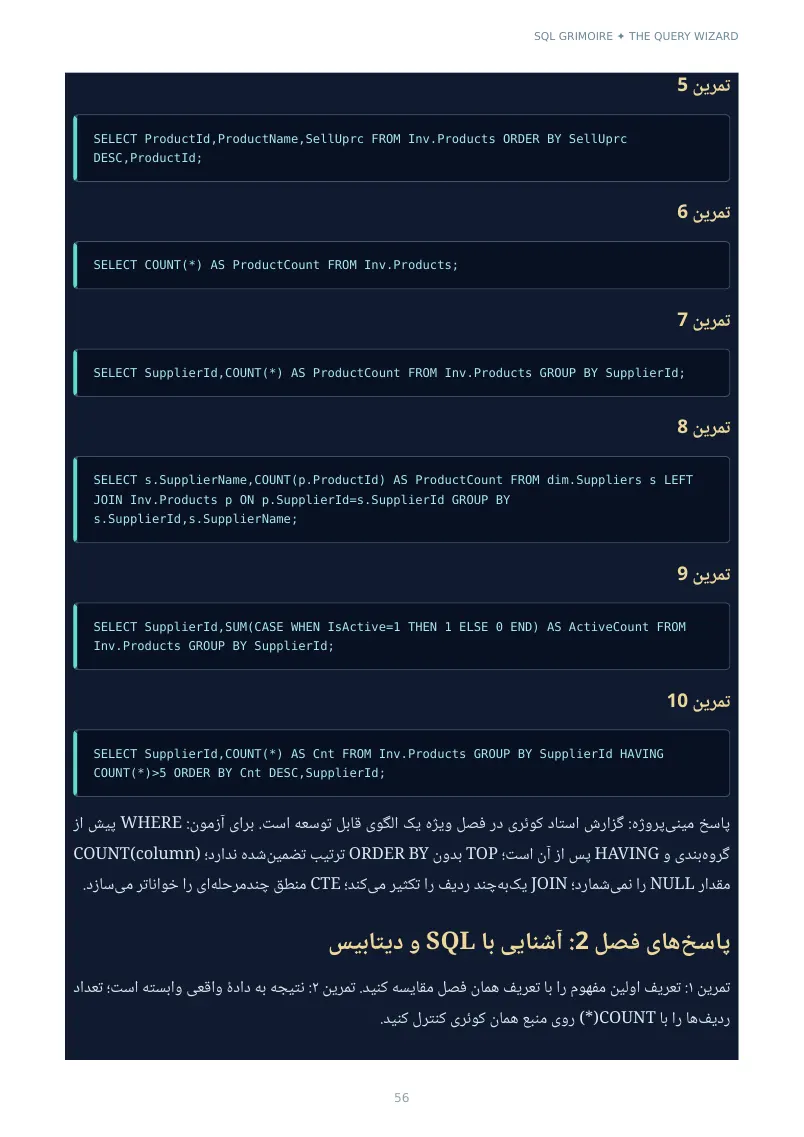 SQL GRIMOIRE ✦ THE QUERY WIZARD
تمرین 5
SELECT ProductId,ProductName,SellUprc FROM Inv.Products ORDER BY SellUprc
DESC,ProductId;
تمرین 6
SELECT COUNT(*) AS ProductCount FROM Inv.Products;
تمرین 7
SELECT SupplierId,COUNT(*) AS ProductCount FROM Inv.Products GROUP BY SupplierId;
تمرین 8
SELECT s.SupplierName,COUNT(p.ProductId) AS ProductCount FROM dim.Suppliers s LEFT
JOIN Inv.Products p ON p.SupplierId=s.SupplierId GROUP BY
s.SupplierId,s.SupplierName;
تمرین 9
SELECT SupplierId,SUM(CASE WHEN IsActive=1 THEN 1 ELSE 0 END) AS ActiveCount FROM
Inv.Products GROUP BY SupplierId;
تمرین 10
SELECT SupplierId,COUNT(*) AS Cnt FROM Inv.Products GROUP BY SupplierId HAVING
COUNT(*)>5 ORDER BY Cnt DESC,SupplierId;
پاسخ مینی‌پروژه: گزارش استاد کوئری در فصل ویژه یک الگوی قابل توسعه است. برای آزمون: WHERE پیش از
گروه‌بندی و HAVING پس از آن است؛ TOP بدون ORDER BY ترتیب تضمین‌شده ندارد؛ COUNT(column)
مقدار NULL را نمی‌شمارد؛ JOIN یک‌به‌چند ردیف را تکثیر می‌کند؛ CTE منطق چندمرحله‌ای را خواناتر می‌سازد.
پاسخ‌های فصل 2: آشنایی با SQL و دیتابیس
تمرین ۱: تعریف اولین مفهوم را با تعریف همان فصل مقایسه کنید. تمرین ۲: نتیجه به دادهٔ واقعی وابسته است؛ تعداد
ردیف‌ها را با COUNT(*) روی منبع همان کوئری کنترل کنید.
56